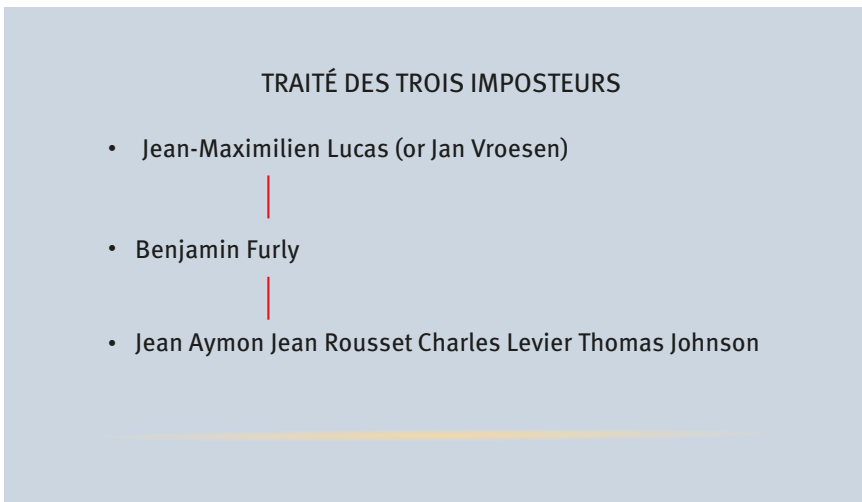 TRAITÉ DES TROIS IMPOSTEURS
• Jean-Maximilien Lucas (or Jan Vroesen)
• Benjamin Furly
• Jean Aymon Jean Rousset Charles Levier Thomas Johnson